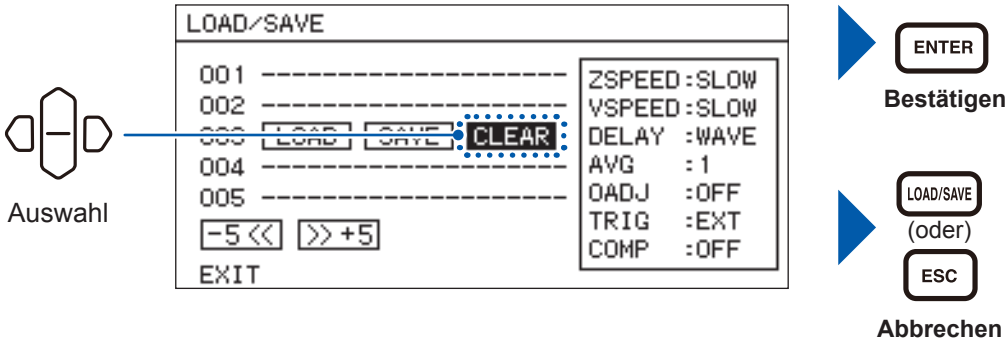 LOAD/SAVE
001 --------------------
002 --------------------
003 LOAD SAVE CLEAR
004 --------------------
005 --------------------
-5 << >> +5
EXIT
ZSPEED:SLOW
VSPEED:SLOW
DELAY :WAVE
AVG :1
OADJ :OFF
TRIG :EXT
COMP :OFF
Auswahl
ENTER
Bestätigen
LOAD/SAVE
(oder)
ESC
Abbrechen